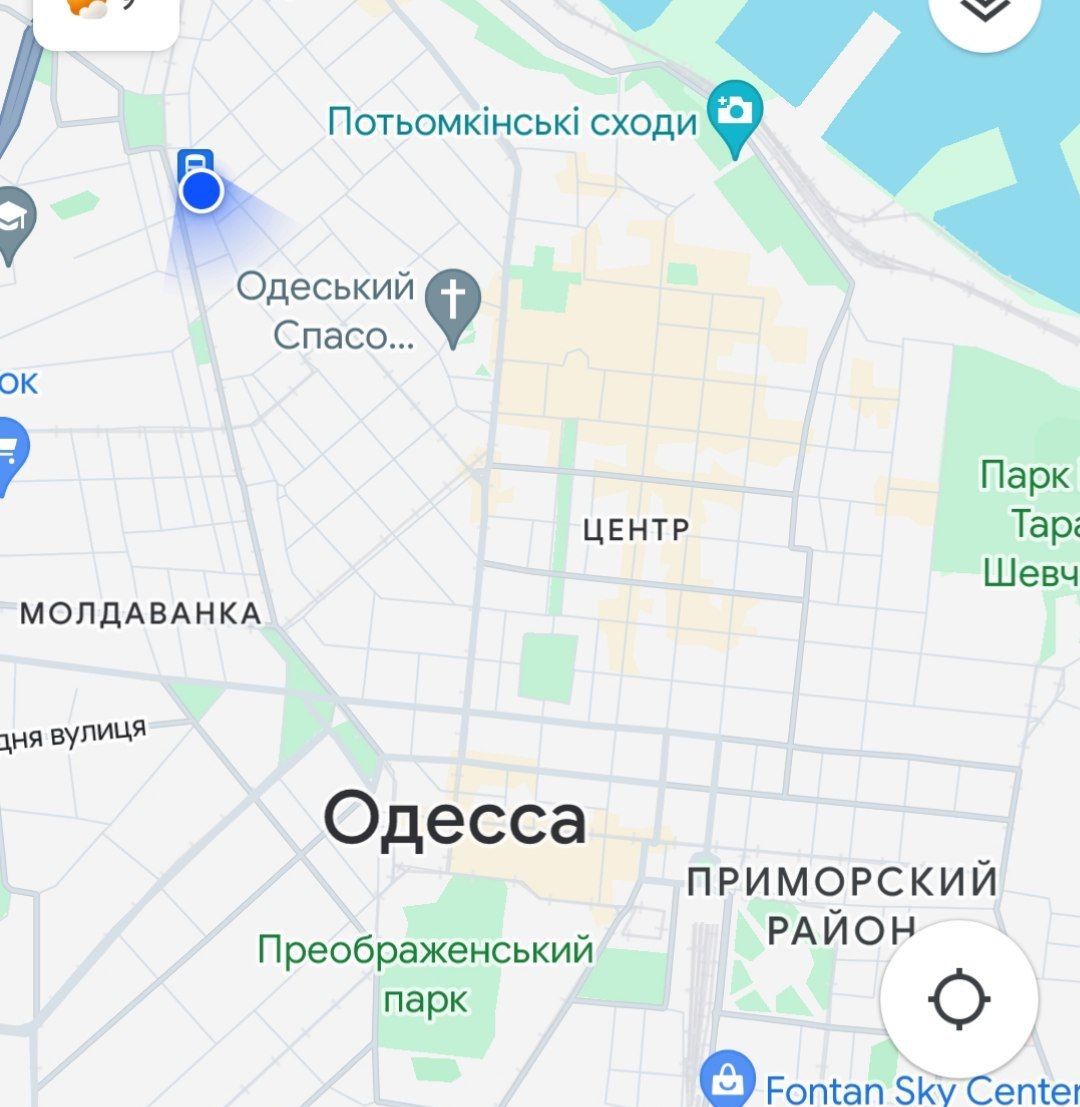 Потьомкінські сходи
Одеський
Спасо...
ок
Парк
Тара
Шевч
ЦЕНТР
МОЛДАВАНКА
дня вулиця
Одесса
ПРИМОРСКИЙ
РАЙОН
Преображенський
парк
Fontan Sky Center